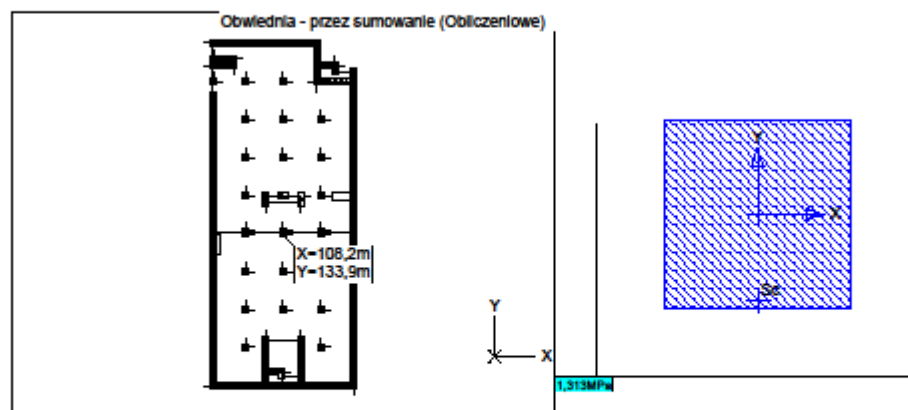 Obwiednia - przez sumowanie (Obliczeniowe)
X=108,2m
Y=133,9m
Y
X
Y
X
Sc
1,313MPa